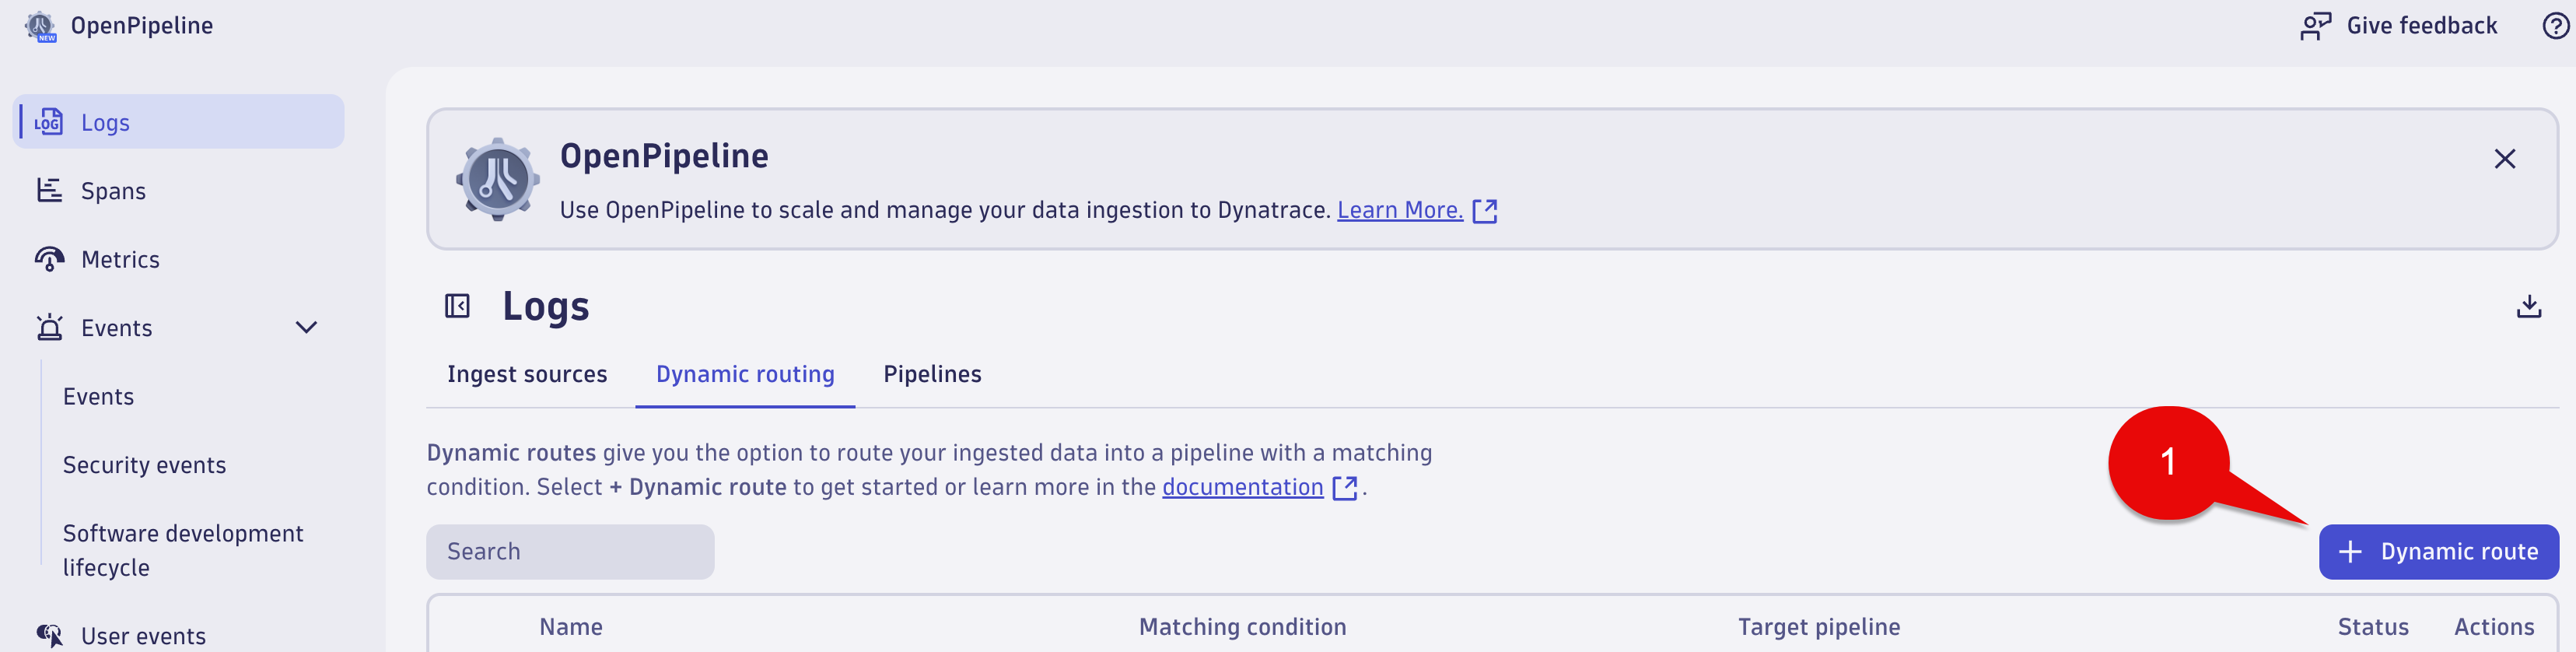 NEW
OpenPipeline
Give feedback
LOG
Logs
Spans
Metrics
Events
Events
Security events
Software development
lifecycle
User events
OpenPipeline
Use OpenPipeline to scale and manage your data ingestion to Dynatrace. Learn More.
Logs
Ingest sources
Dynamic routing
Pipelines
Dynamic routes give you the option to route your ingested data into a pipeline with a matching
condition. Select + Dynamic route to get started or learn more in the documentation .
1
Search
+ Dynamic route
Name
Matching condition
Target pipeline
Status
Actions